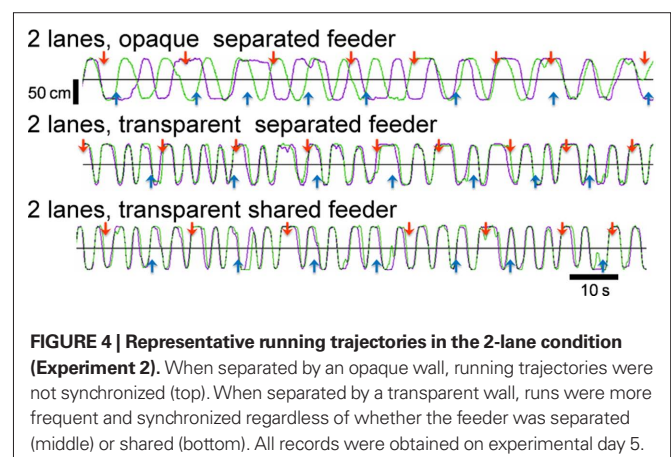 2 lanes, opaque separated feeder
50 cm
2 lanes, transparent separated feeder
2 lanes, transparent shared feeder
10 s
FIGURE 4 | Representative running trajectories in the 2-lane condition
(Experiment 2). When separated by an opaque wall, running trajectories were
not synchronized (top). When separated by a transparent wall, runs were more
frequent and synchronized regardless of whether the feeder was separated
(middle) or shared (bottom). All records were obtained on experimental day 5.